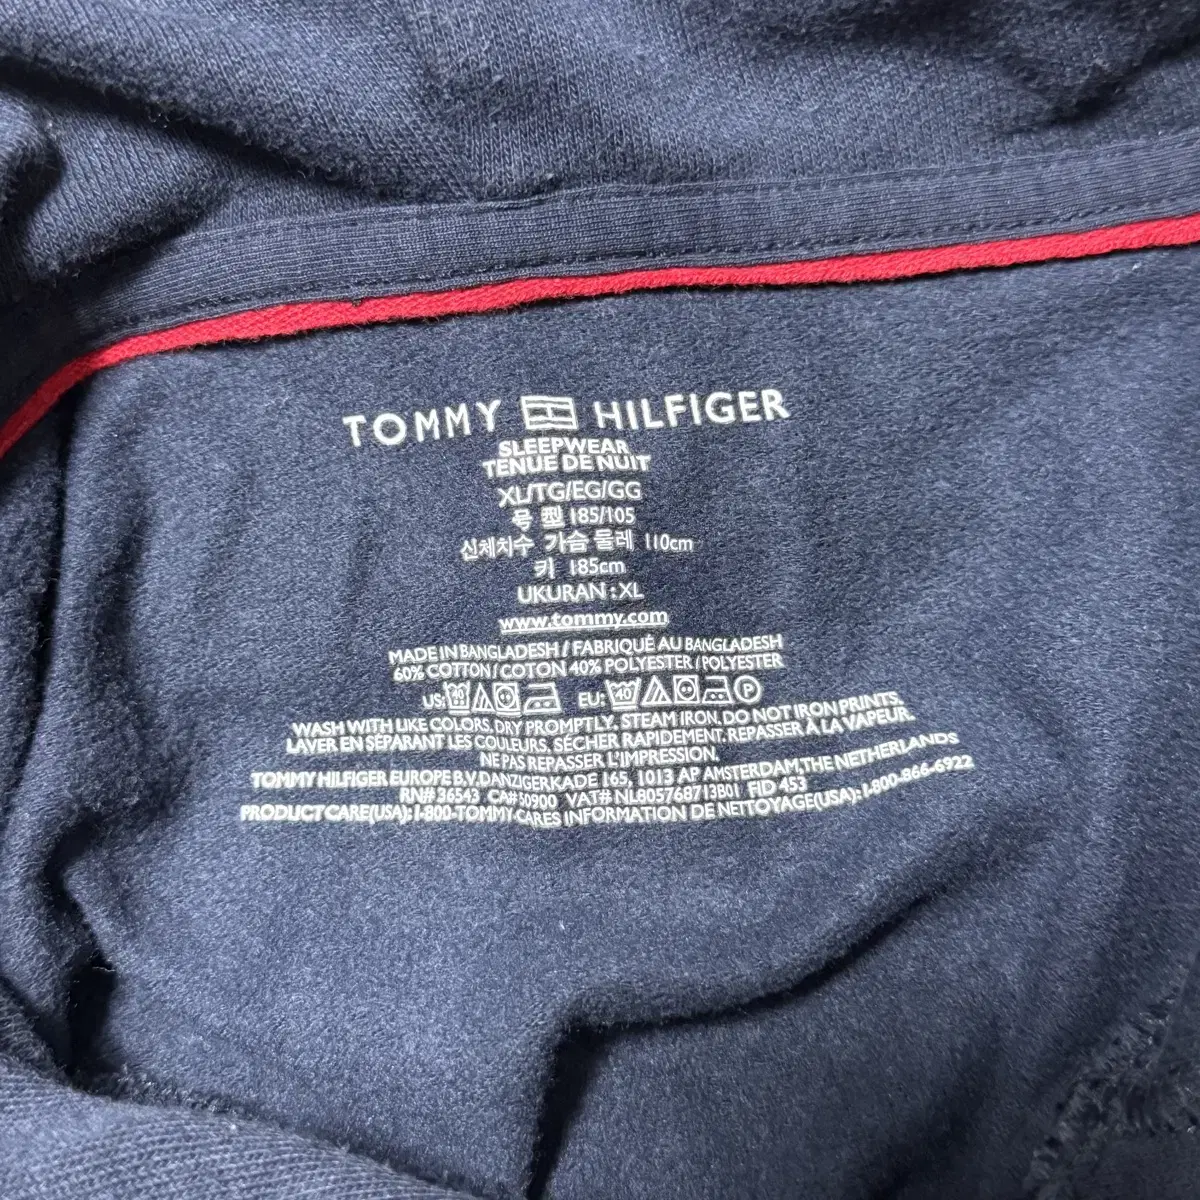 TOMMY HILFIGER
SLEEPWEAR
TENUE DE NUIT
XL/TG/EG/GG
号 型 185/105
신체치수 가슴 둘레 110cm
키 185cm
UKURAN : XL
www.tommy.com
MADE IN BANGLADESH / FABRIQUÉ AU BANGLADESH
60% COTTON / COTON 40% POLYESTER / POLYESTER
US: 40 EU: 40 P
WASH WITH LIKE COLORS. DRY PROMPTLY. STEAM IRON. DO NOT IRON PRINTS.
LAVER EN SÉPARANT LES COULEURS. SÉCHER RAPIDEMENT. REPASSER À LA VAPEUR.
NE PAS REPASSER L'IMPRESSION.
TOMMY HILFIGER EUROPE B.V. DANZIGERKADE 165, 1013 AP AMSTERDAM, THE NETHERLANDS
RN# 36543 CA# 50900 VAT# NL805768713B01 FID 453
PRODUCT CARE(USA): 1-800-TOMMY-CARES INFORMATION DE NETTOYAGE(USA): 1-800-866-6922